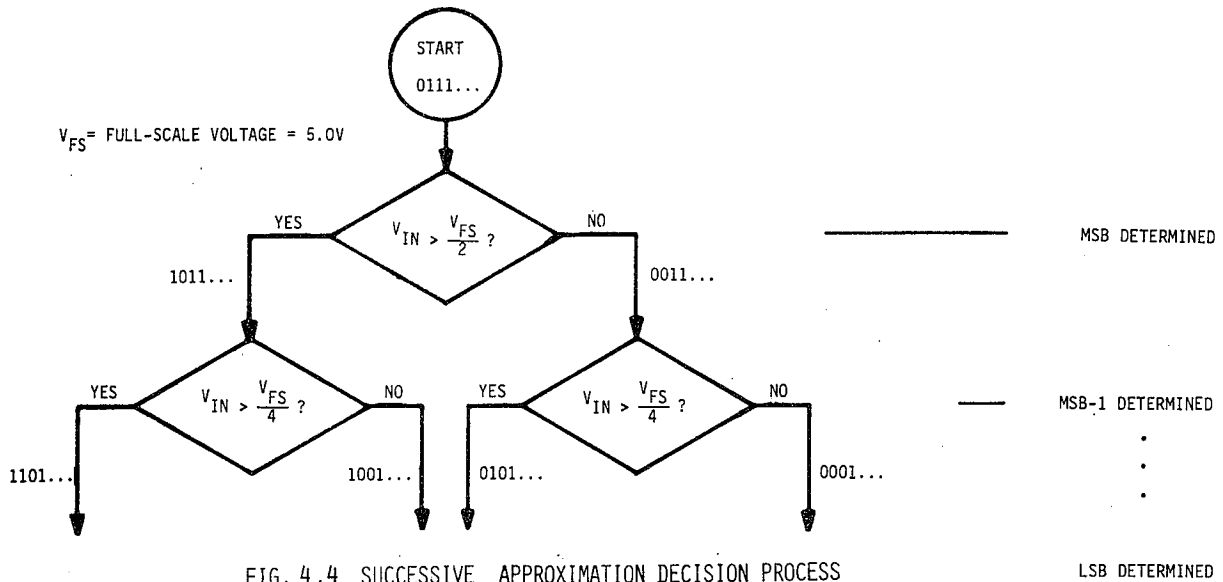 START
0111...
V_FS= FULL-SCALE VOLTAGE = 5.0V
YES
V_IN > V_FS/2 ?
NO
MSB DETERMINED
1011...
0011...
YES
V_IN > V_FS/4 ?
NO
YES
V_IN > V_FS/4 ?
NO
MSB-1 DETERMINED
1101...
1001...
0101...
0001...
FIG. 4.4 SUCCESSIVE APPROXIMATION DECISION PROCESS
LSB DETERMINED